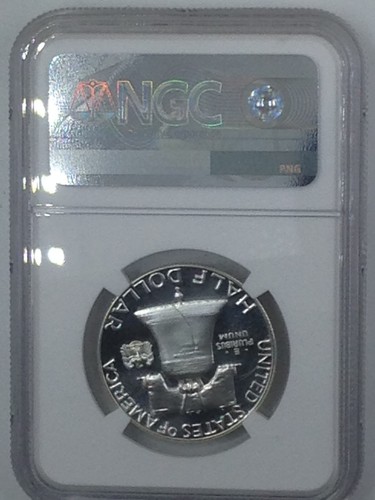 NGC
PNG
UNITED STATES OF AMERICA
E
PLURIBUS
UNUM
HALF DOLLAR